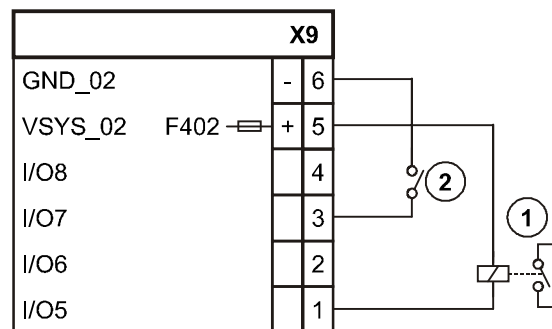 X9
GND_02 - 6
VSYS_02 F402 + 5
I/O8 4
I/O7 3
I/O6 2
I/O5 1
2
1